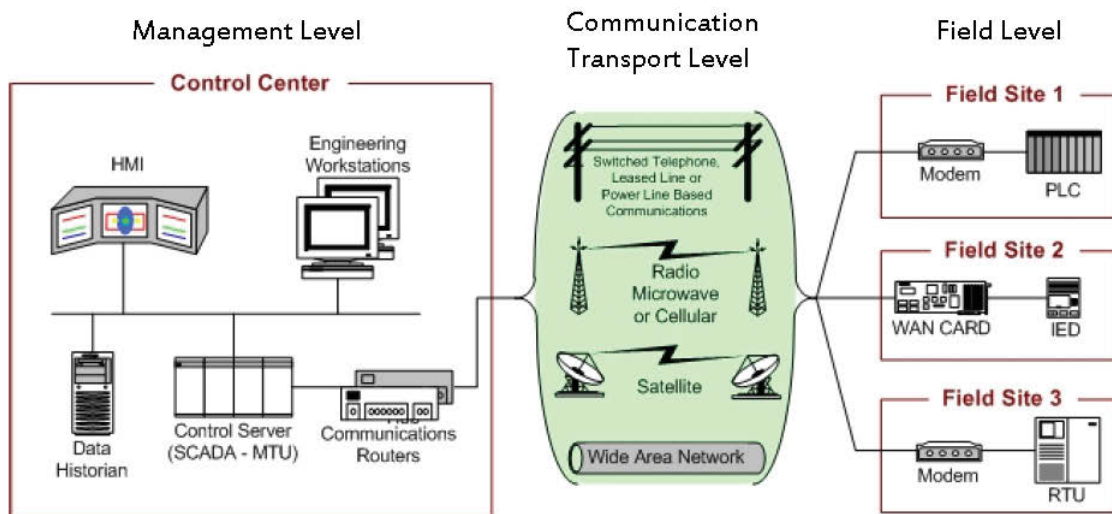 Management Level
Communication
Transport Level
Field Level
Control Center
HMI
Engineering
Workstations
Data
Historian
Control Server
(SCADA - MTU)
Communications
Routers
Switched Telephone,
Leased Line or
Power Line Based
Communications
Radio
Microwave
or Cellular
Satellite
Wide Area Network
Field Site 1
Modem
PLC
Field Site 2
WAN CARD
IED
Field Site 3
Modem
RTU